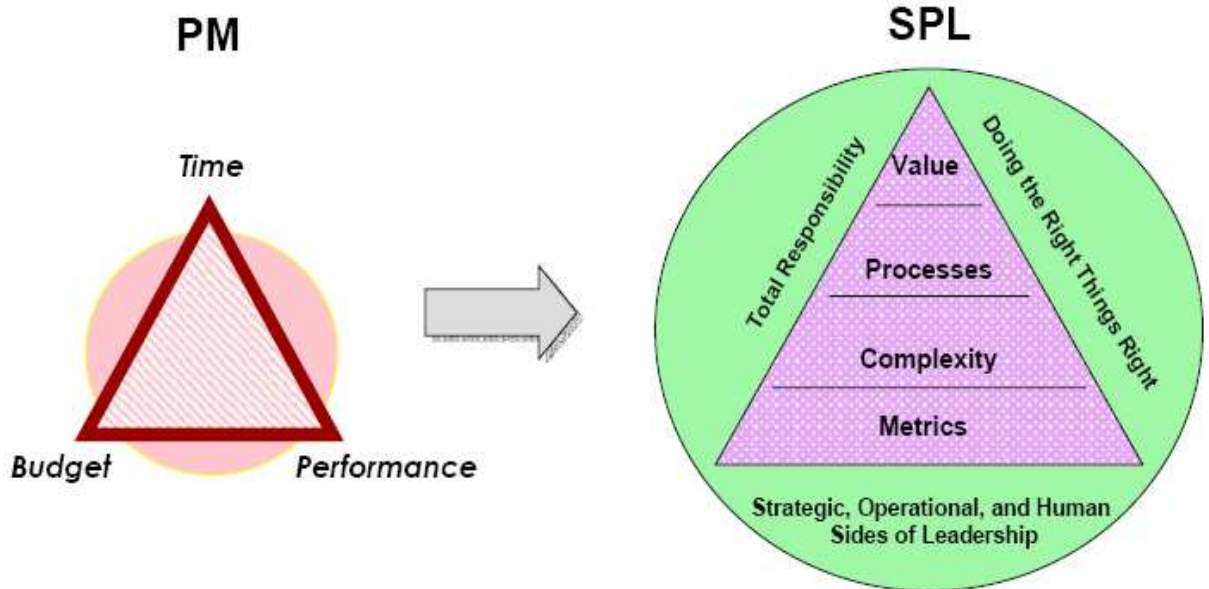 PM
Time
Budget
Performance
SPL
Total Responsibility
Doing the Right Things Right
Value
Processes
Complexity
Metrics
Strategic, Operational, and Human
Sides of Leadership